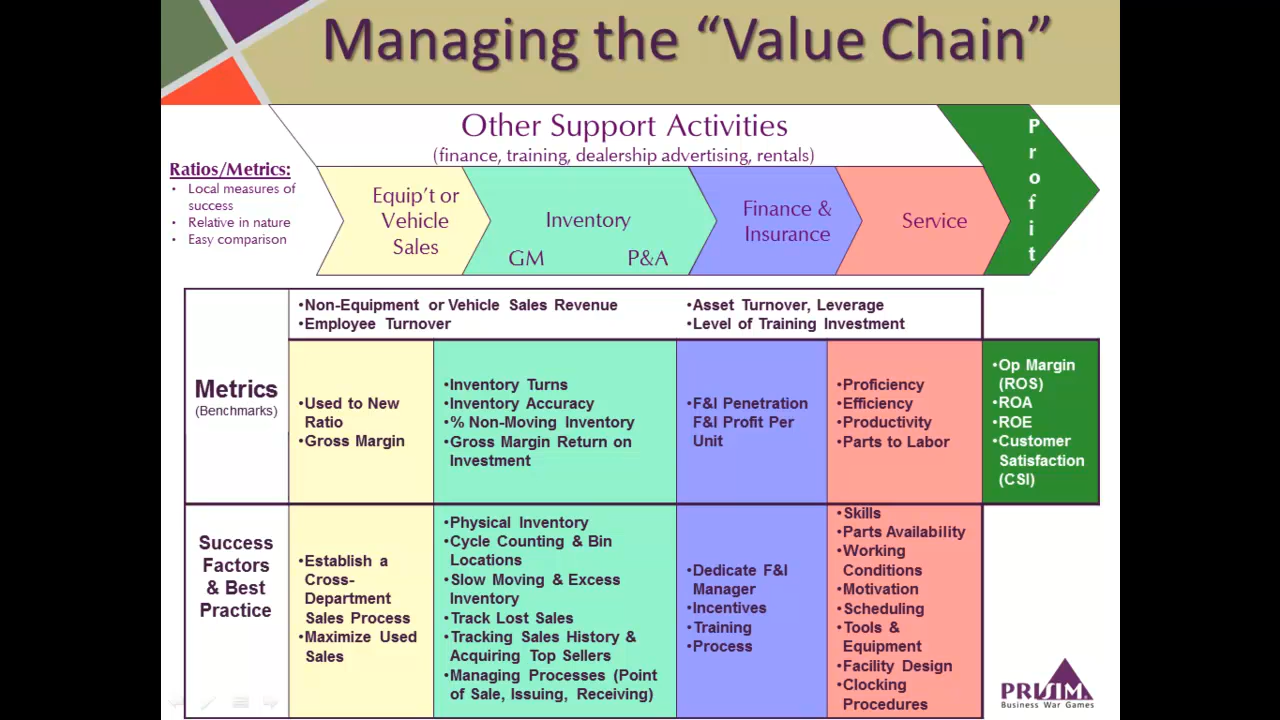 Managing the “Value Chain”
Other Support Activities
(finance, training, dealership advertising, rentals)
Ratios/Metrics:
• Local measures of
success
• Relative in nature
• Easy comparison
Equip’t or
Vehicle
Sales
Inventory
GM P&A
Finance &
Insurance
Service
Profit
•Non-Equipment or Vehicle Sales Revenue
•Employee Turnover
•Asset Turnover, Leverage
•Level of Training Investment
Metrics
(Benchmarks)
•Used to New
Ratio
•Gross Margin
•Inventory Turns
•Inventory Accuracy
•% Non-Moving Inventory
•Gross Margin Return on
Investment
•F&I Penetration
F&I Profit Per
Unit
•Proficiency
•Efficiency
•Productivity
•Parts to Labor
•Op Margin
(ROS)
•ROA
•ROE
•Customer
Satisfaction
(CSI)
Success
Factors
& Best
Practice
•Establish a
Cross-
Department
Sales Process
•Maximize Used
Sales
•Physical Inventory
•Cycle Counting & Bin
Locations
•Slow Moving & Excess
Inventory
•Track Lost Sales
•Tracking Sales History &
Acquiring Top Sellers
•Managing Processes (Point
of Sale, Issuing, Receiving)
•Dedicate F&I
Manager
•Incentives
•Training
•Process
•Skills
•Parts Availability
•Working
Conditions
•Motivation
•Scheduling
•Tools &
Equipment
•Facility Design
•Clocking
Procedures
PRISIM
Business War Games